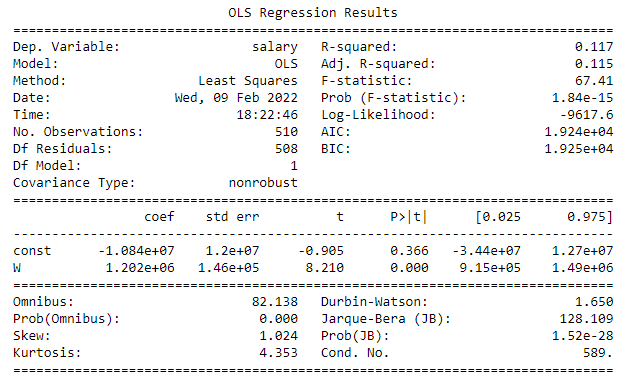 OLS Regression Results
==============================================================================
Dep. Variable: salary R-squared: 0.117
Model: OLS Adj. R-squared: 0.115
Method: Least Squares F-statistic: 67.41
Date: Wed, 09 Feb 2022 Prob (F-statistic): 1.84e-15
Time: 18:22:46 Log-Likelihood: -9617.6
No. Observations: 510 AIC: 1.924e+04
Df Residuals: 508 BIC: 1.925e+04
Df Model: 1
Covariance Type: nonrobust
==============================================================================
coef std err t P>|t| [0.025 0.975]
------------------------------------------------------------------------------
const -1.084e+07 1.2e+07 -0.905 0.366 -3.44e+07 1.27e+07
W 1.202e+06 1.46e+05 8.210 0.000 9.15e+05 1.49e+06
==============================================================================
Omnibus: 82.138 Durbin-Watson: 1.650
Prob(Omnibus): 0.000 Jarque-Bera (JB): 128.109
Skew: 1.024 Prob(JB): 1.52e-28
Kurtosis: 4.353 Cond. No. 589.
==============================================================================